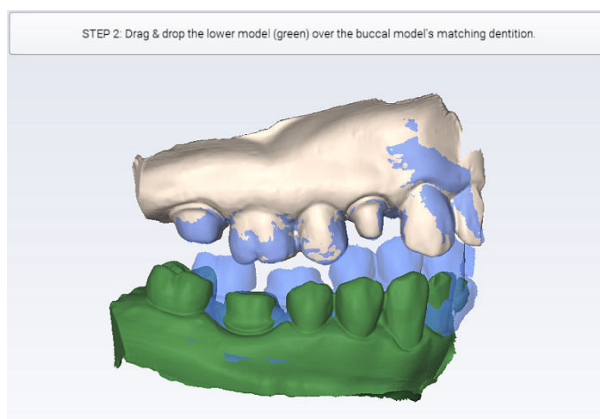 STEP 2: Drag & drop the lower model (green) over the buccal model's matching dentition.